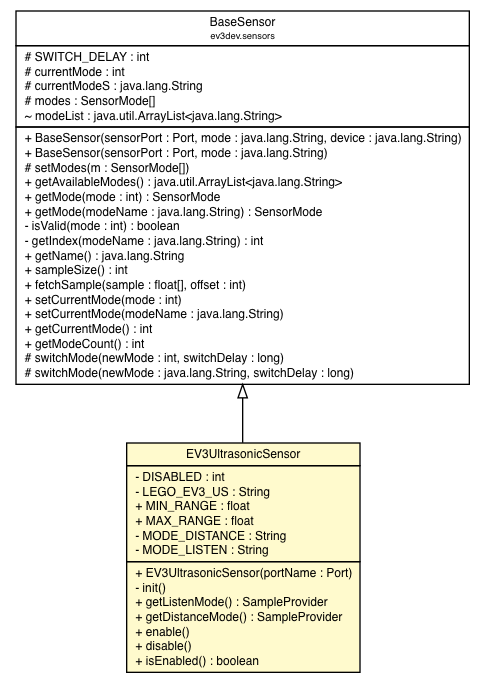 BaseSensor
ev3dev.sensors
# SWITCH_DELAY : int
# currentMode : int
# currentModeS : java.lang.String
# modes : SensorMode[]
~ modeList : java.util.ArrayList<java.lang.String>
+ BaseSensor(sensorPort : Port, mode : java.lang.String, device : java.lang.String)
+ BaseSensor(sensorPort : Port, mode : java.lang.String)
# setModes(m : SensorMode[])
+ getAvailableModes() : java.util.ArrayList<java.lang.String>
+ getMode(mode : int) : SensorMode
+ getMode(modeName : java.lang.String) : SensorMode
- isValid(mode : int) : boolean
- getIndex(modeName : java.lang.String) : int
+ getName() : java.lang.String
+ sampleSize() : int
+ fetchSample(sample : float[], offset : int)
+ setCurrentMode(mode : int)
+ setCurrentMode(modeName : java.lang.String)
+ getCurrentMode() : int
+ getModeCount() : int
# switchMode(newMode : int, switchDelay : long)
# switchMode(newMode : java.lang.String, switchDelay : long)
EV3UltrasonicSensor
- DISABLED : int
- LEGO_EV3_US : String
+ MIN_RANGE : float
+ MAX_RANGE : float
- MODE_DISTANCE : String
- MODE_LISTEN : String
+ EV3UltrasonicSensor(portName : Port)
- init()
+ getListenMode() : SampleProvider
+ getDistanceMode() : SampleProvider
+ enable()
+ disable()
+ isEnabled() : boolean